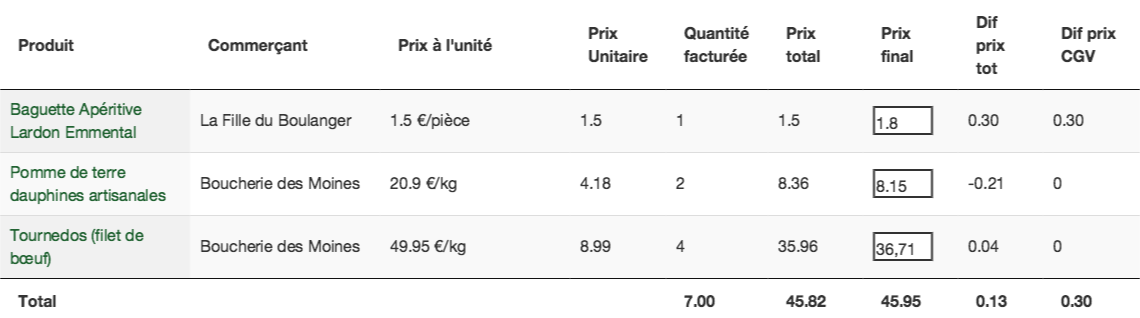 Produit Commerçant Prix à l'unité Prix Unitaire Quantité facturée Prix total Prix final Dif prix tot Dif prix CGV
Baguette Apéritive Lardon Emmental La Fille du Boulanger 1.5 €/pièce 1.5 1 1.5 1.8 0.30 0.30
Pomme de terre dauphines artisanales Boucherie des Moines 20.9 €/kg 4.18 2 8.36 8.15 -0.21 0
Tournedos (filet de bœuf) Boucherie des Moines 49.95 €/kg 8.99 4 35.96 36,71 0.04 0
Total 7.00 45.82 45.95 0.13 0.30